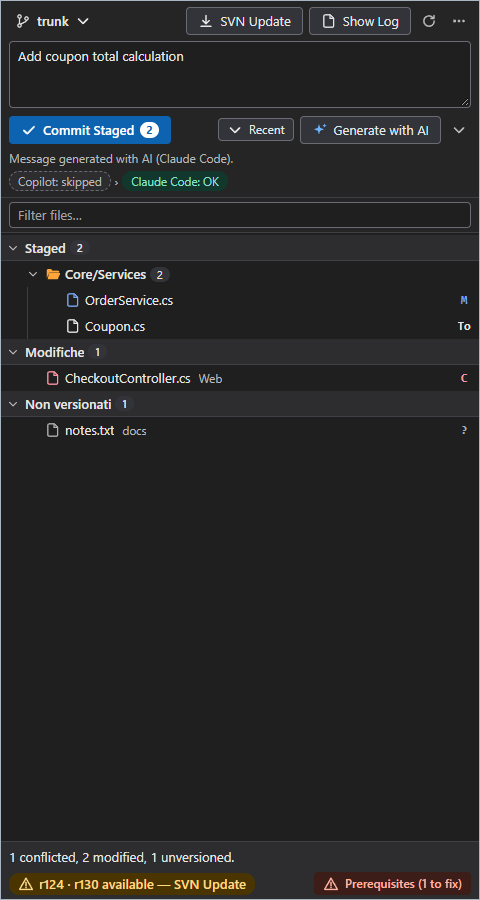 trunk
SVN Update
Show Log
Add coupon total calculation
Commit Staged 2
Recent
Generate with AI
Message generated with AI (Claude Code).
Copilot: skipped › Claude Code: OK
Filter files...
Staged 2
Core/Services 2
OrderService.cs M
Coupon.cs To
Modifiche 1
CheckoutController.cs Web C
Non versionati 1
notes.txt docs ?
1 conflicted, 2 modified, 1 unversioned.
r124 · r130 available — SVN Update
Prerequisites (1 to fix)